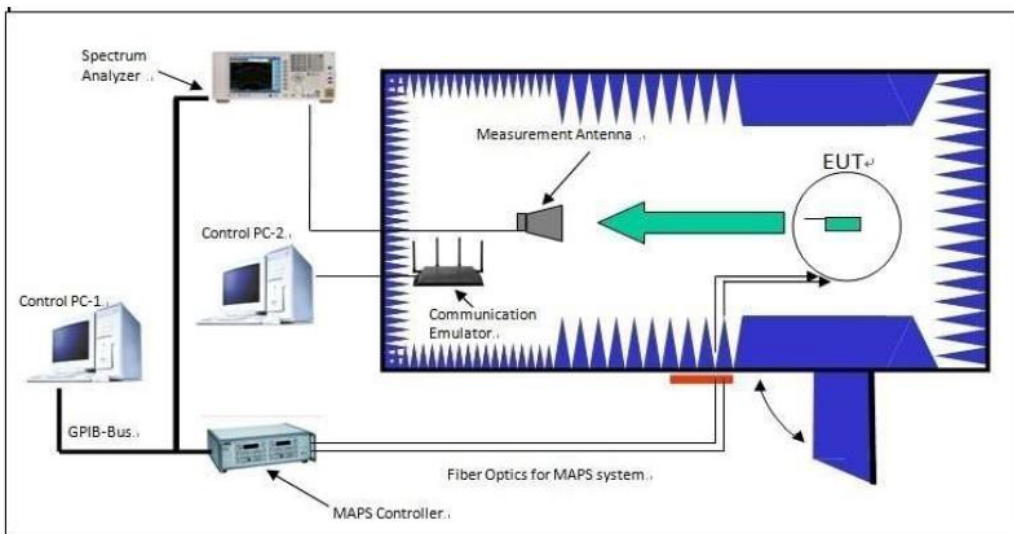 Spectrum
Analyzer
Measurement Antenna
EUT
Control PC-2
Control PC-1
Communication
Emulator
GPIB-Bus
Fiber Optics for MAPS system
MAPS Controller